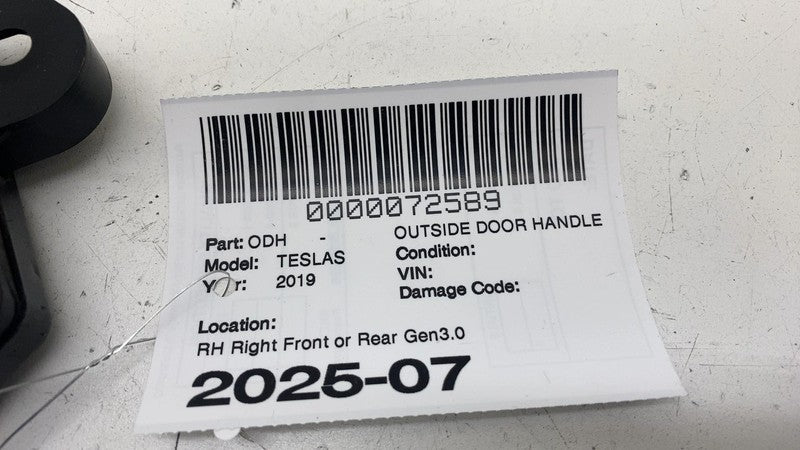 0000072589
Part: ODH - OUTSIDE DOOR HANDLE
Model: TESLAS Condition:
Year: 2019 VIN:
Damage Code:
Location:
RH Right Front or Rear Gen3.0
2025-07